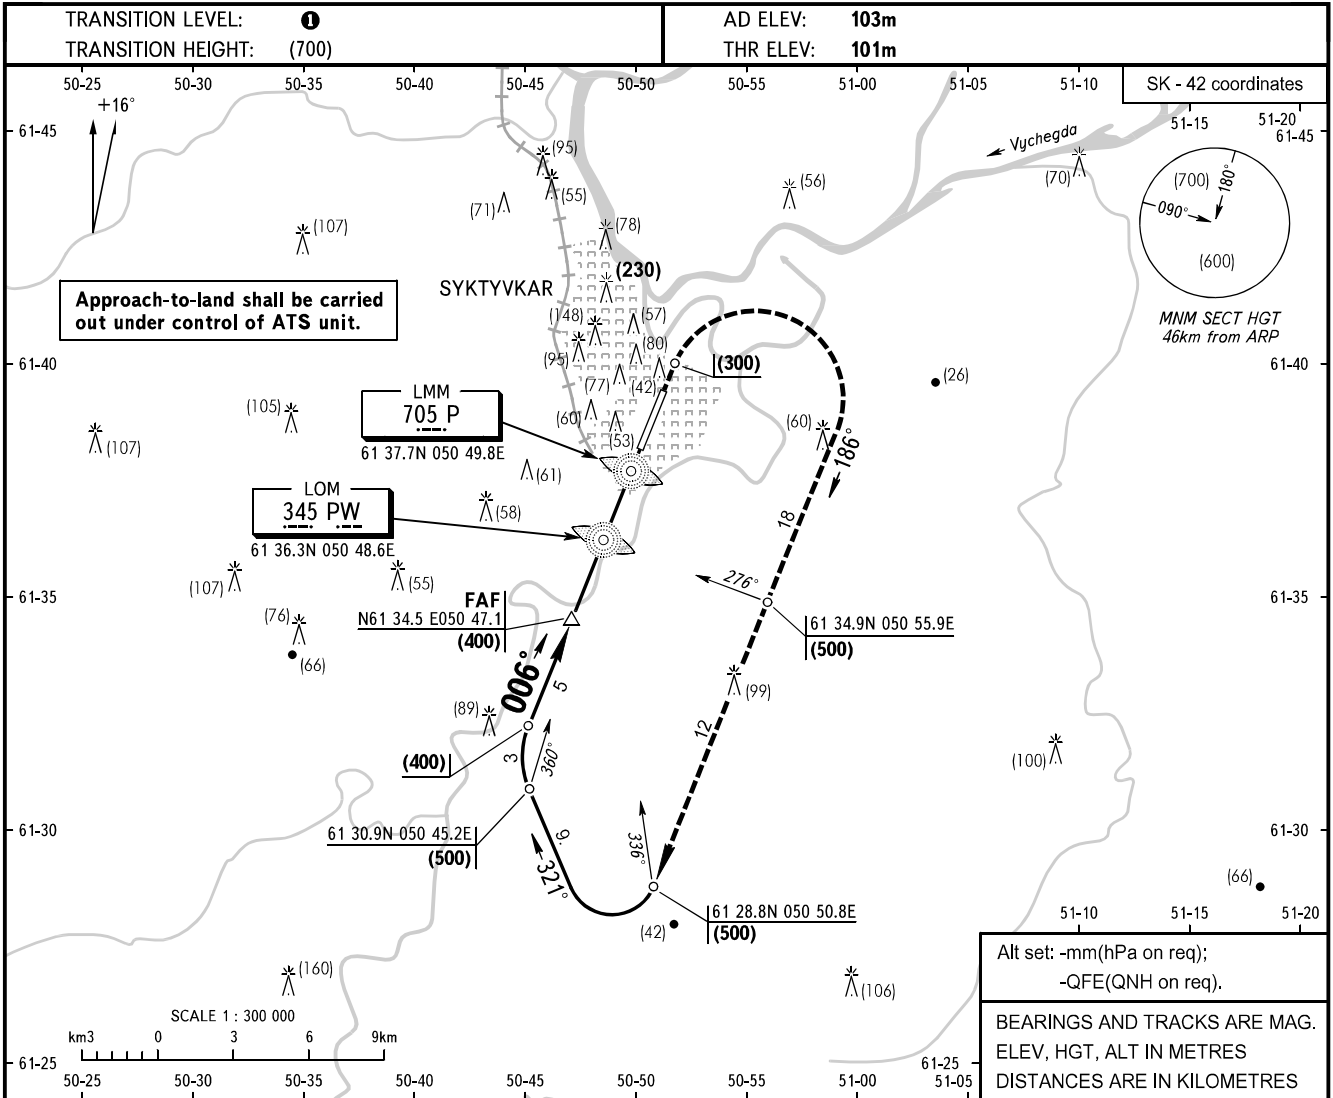 TRANSITION LEVEL: 1
TRANSITION HEIGHT: (700)
AD ELEV: 103m
THR ELEV: 101m
50-25 50-30 50-35 50-40 50-45 50-50 50-55 51-00 51-05 51-10
SK - 42 coordinates
51-15 51-20
61-45
61-45
+16°
Vychegda
(95)
(55)
(71)
(56)
(70)
(700)
180°
090°
(600)
MNM SECT HGT
46km from ARP
(107)
(78)
(230)
SYKTYVKAR
Approach-to-land shall be carried
out under control of ATS unit.
(148)
(57)
(95)
(80)
(77)
(42)
(300)
61-40
61-40
(26)
LMM
705 P
61 37.7N 050 49.8E
(105)
(107)
(60)
(53)
(60)
186°
(61)
LOM
345 PW
61 36.3N 050 48.6E
(58)
18
(107)
(55)
276°
61-35
61-35
FAF
N61 34.5 E050 47.1
(400)
61 34.9N 050 55.9E
(500)
(76)
(66)
006°
5
(99)
(89)
12
(400)
3
360°
(100)
61-30
61-30
61 30.9N 050 45.2E
(500)
9
321°
336°
(66)
61 28.8N 050 50.8E
(500)
(42)
51-10 51-15 51-20
(160)
(106)
Alt set: -mm(hPa on req);
-QFE(QNH on req).
SCALE 1 : 300 000
km3 0 3 6 9km
BEARINGS AND TRACKS ARE MAG.
ELEV, HGT, ALT IN METRES
DISTANCES ARE IN KILOMETRES
61-25
61-25
50-25 50-30 50-35 50-40 50-45 50-50 50-55 51-00 51-05